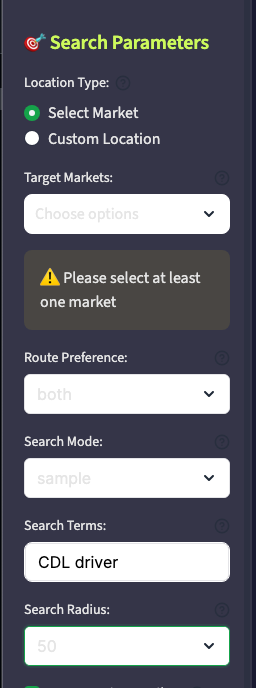 🎯 Search Parameters
Location Type: ?
Select Market
Custom Location
Target Markets: ?
Choose options
⚠️ Please select at least
one market
Route Preference: ?
both
Search Mode: ?
sample
Search Terms: ?
CDL driver
Search Radius: ?
50